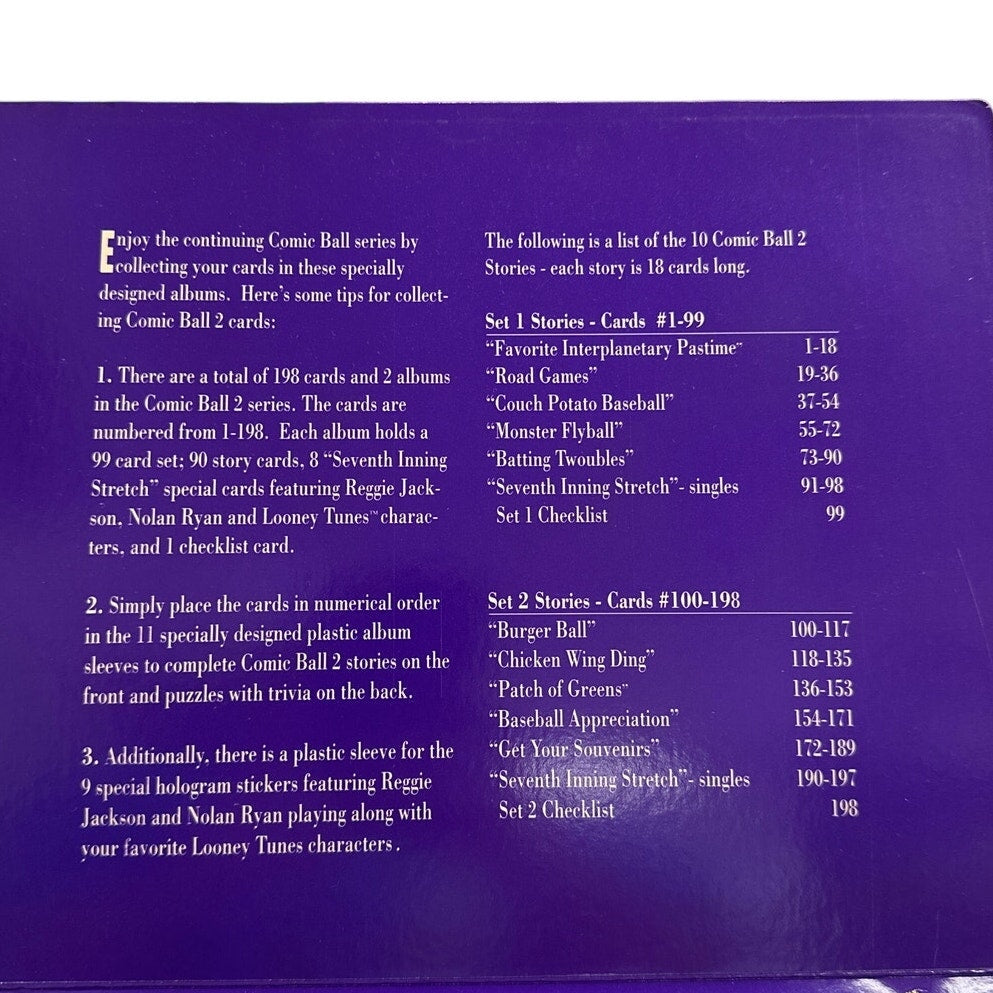 Enjoy the continuing Comic Ball series by
collecting your cards in these specially
designed albums. Here's some tips for collect-
ing Comic Ball 2 cards:
1. There are a total of 198 cards and 2 albums
in the Comic Ball 2 series. The cards are
numbered from 1-198. Each album holds a
99 card set; 90 story cards, 8 “Seventh Inning
Stretch” special cards featuring Reggie Jack-
son, Nolan Ryan and Looney Tunes™ charac-
ters, and 1 checklist card.
2. Simply place the cards in numerical order
in the 11 specially designed plastic album
sleeves to complete Comic Ball 2 stories on the
front and puzzles with trivia on the back.
3. Additionally, there is a plastic sleeve for the
9 special hologram stickers featuring Reggie
Jackson and Nolan Ryan playing along with
your favorite Looney Tunes characters.
The following is a list of the 10 Comic Ball 2
Stories - each story is 18 cards long.
Set 1 Stories - Cards #1-99
“Favorite Interplanetary Pastime” 1-18
“Road Games” 19-36
“Couch Potato Baseball” 37-54
“Monster Flyball” 55-72
“Batting Twoubles” 73-90
“Seventh Inning Stretch”- singles 91-98
Set 1 Checklist 99
Set 2 Stories - Cards #100-198
“Burger Ball” 100-117
“Chicken Wing Ding” 118-135
“Patch of Greens” 136-153
“Baseball Appreciation” 154-171
“Get Your Souvenirs” 172-189
“Seventh Inning Stretch”- singles 190-197
Set 2 Checklist 198